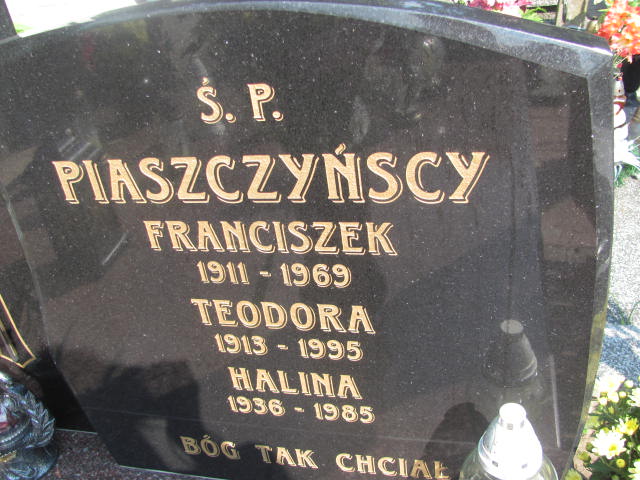 Ś. P.
PIASZCZYŃSCY
FRANCISZEK
1911 - 1969
TEODORA
1913 - 1995
HALINA
1936 - 1985
BÓG TAK CHCIAŁ